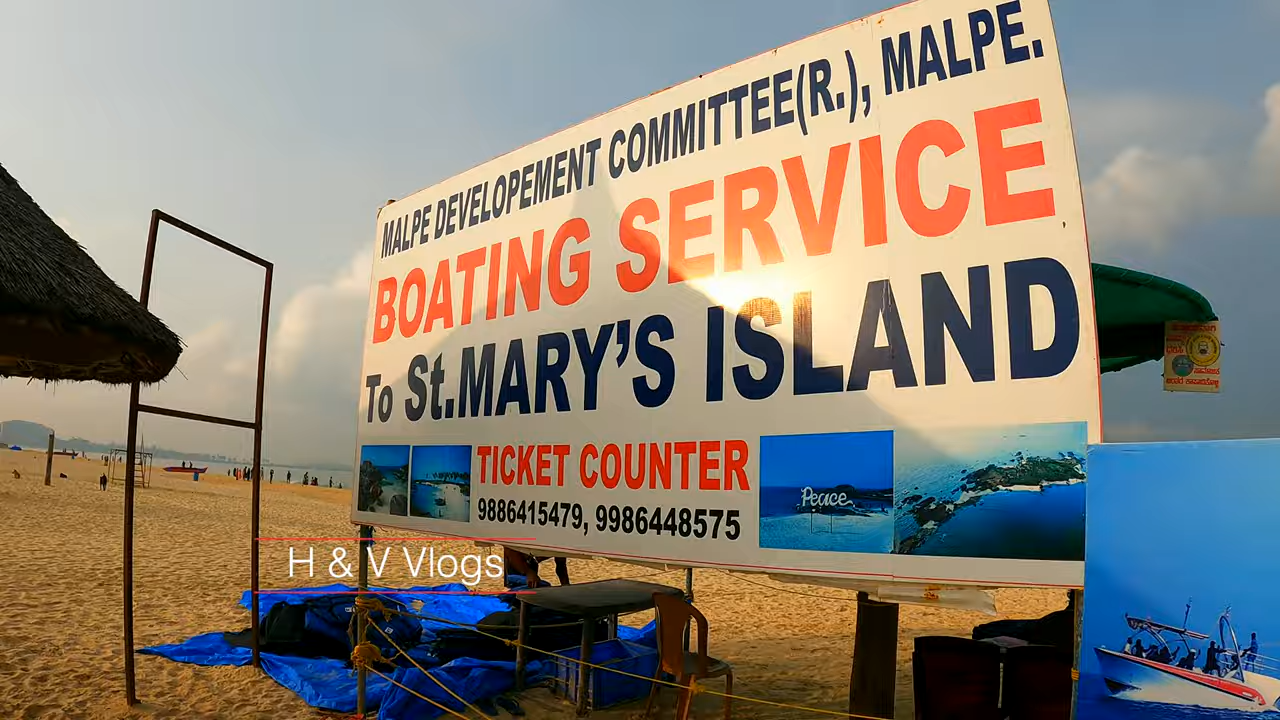 MALPE DEVELOPEMENT COMMITTEE(R.), MALPE.
BOATING SERVICE
To St.MARY'S ISLAND
TICKET COUNTER
9886415479, 9986448575
Peace
H & V Vlogs